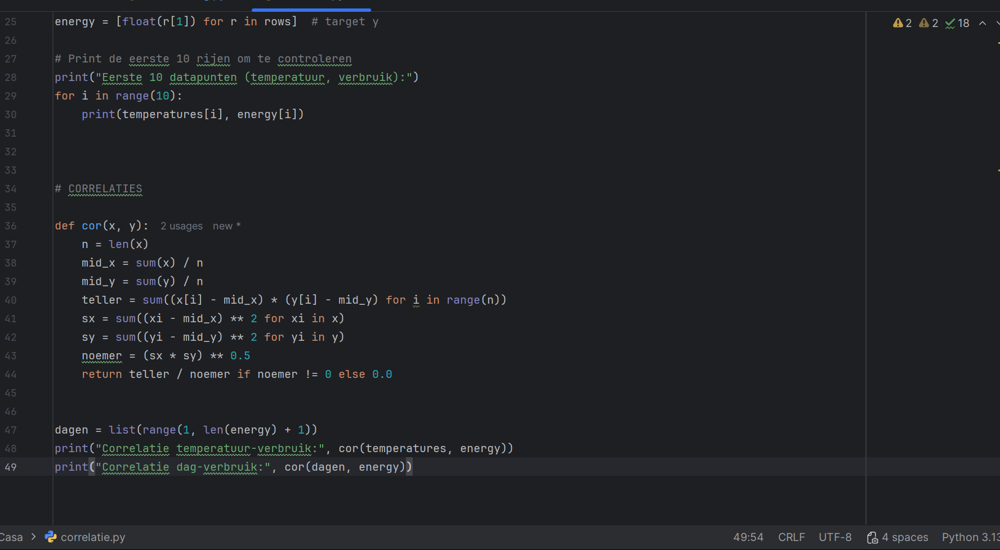 25 energy = [float(r[1]) for r in rows]  # target y
2 2 18
26
27 # Print de eerste 10 rijen om te controleren
28 print("Eerste 10 datapunten (temperatuur, verbruik):")
29 for i in range(10):
30     print(temperatures[i], energy[i])
31
32
33
34 # CORRELATIES
35
36 def cor(x, y): 2 usages new *
37     n = len(x)
38     mid_x = sum(x) / n
39     mid_y = sum(y) / n
40     teller = sum((x[i] - mid_x) * (y[i] - mid_y) for i in range(n))
41     sx = sum((xi - mid_x) ** 2 for xi in x)
42     sy = sum((yi - mid_y) ** 2 for yi in y)
43     noemer = (sx * sy) ** 0.5
44     return teller / noemer if noemer != 0 else 0.0
45
46
47 dagen = list(range(1, len(energy) + 1))
48 print("Correlatie temperatuur-verbruik:", cor(temperatures, energy))
49 print("Correlatie dag-verbruik:", cor(dagen, energy))
Casa > correlatie.py 49:54 CRLF UTF-8 4 spaces Python 3.13